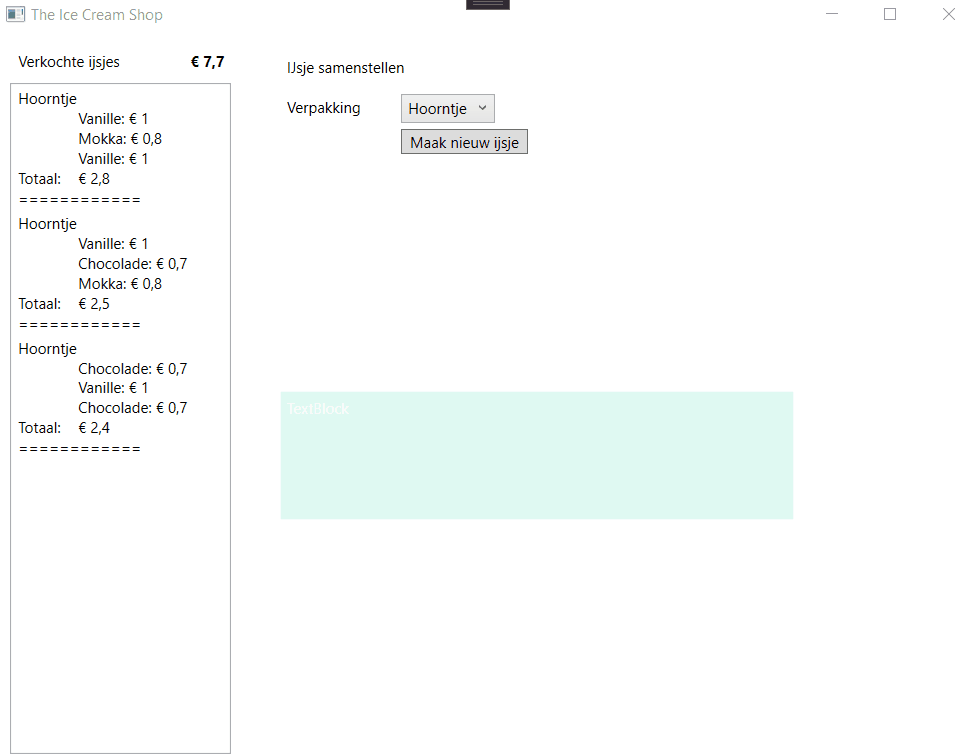 The Ice Cream Shop
Verkochte ijsjes € 7,7
Hoorntje
Vanille: € 1
Mokka: € 0,8
Vanille: € 1
Totaal: € 2,8
============
Hoorntje
Vanille: € 1
Chocolade: € 0,7
Mokka: € 0,8
Totaal: € 2,5
============
Hoorntje
Chocolade: € 0,7
Vanille: € 1
Chocolade: € 0,7
Totaal: € 2,4
============
IJsje samenstellen
Verpakking Hoorntje
Maak nieuw ijsje
TextBlock